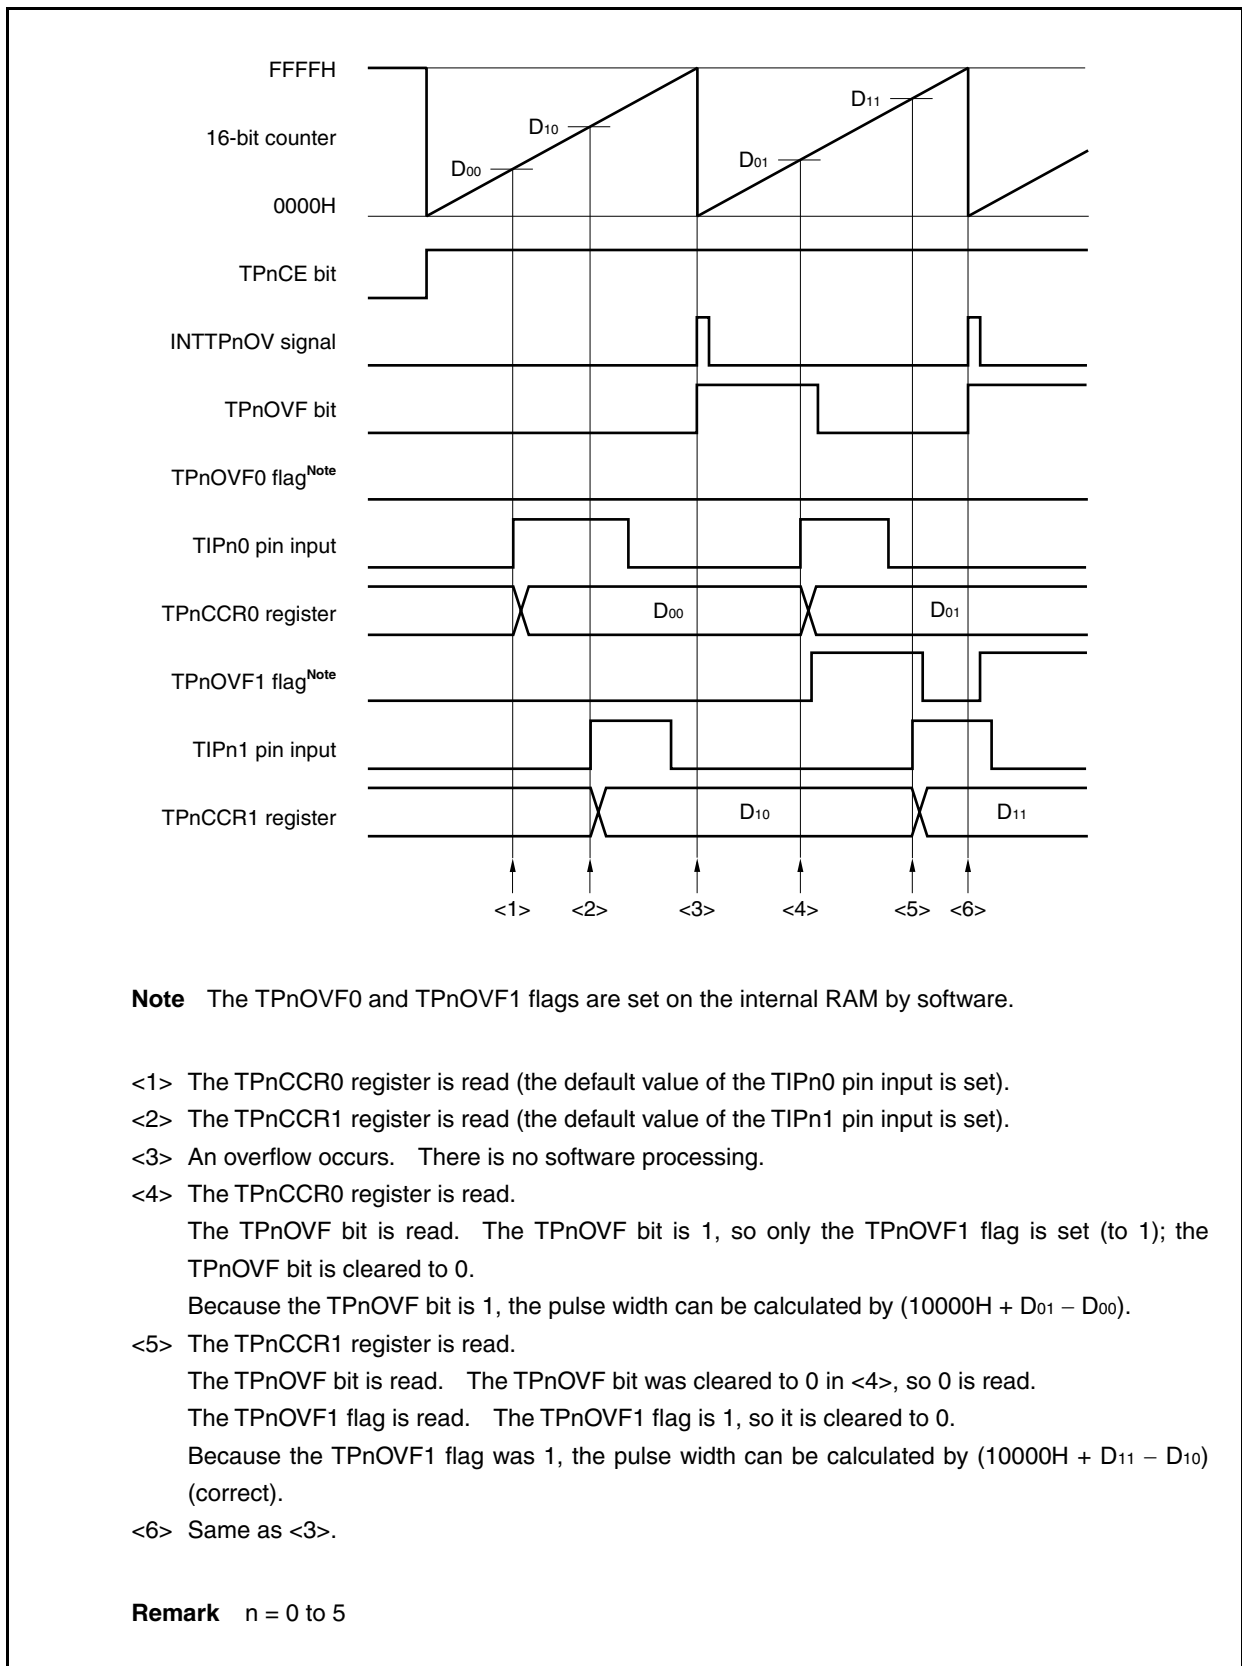 FFFFH
D11
D10
16-bit counter
D01
D00
0000H
TPnCE bit
INTTPnOV signal
TPnOVF bit
TPnOVF0 flagNote
TIPn0 pin input
TPnCCR0 register
D00
D01
TPnOVF1 flagNote
TIPn1 pin input
TPnCCR1 register
D10
D11
<1> <2> <3> <4> <5> <6>
Note The TPnOVF0 and TPnOVF1 flags are set on the internal RAM by software.
<1> The TPnCCR0 register is read (the default value of the TIPn0 pin input is set).
<2> The TPnCCR1 register is read (the default value of the TIPn1 pin input is set).
<3> An overflow occurs. There is no software processing.
<4> The TPnCCR0 register is read.
The TPnOVF bit is read. The TPnOVF bit is 1, so only the TPnOVF1 flag is set (to 1); the
TPnOVF bit is cleared to 0.
Because the TPnOVF bit is 1, the pulse width can be calculated by (10000H + D01 − D00).
<5> The TPnCCR1 register is read.
The TPnOVF bit is read. The TPnOVF bit was cleared to 0 in <4>, so 0 is read.
The TPnOVF1 flag is read. The TPnOVF1 flag is 1, so it is cleared to 0.
Because the TPnOVF1 flag was 1, the pulse width can be calculated by (10000H + D11 − D10)
(correct).
<6> Same as <3>.
Remark n = 0 to 5